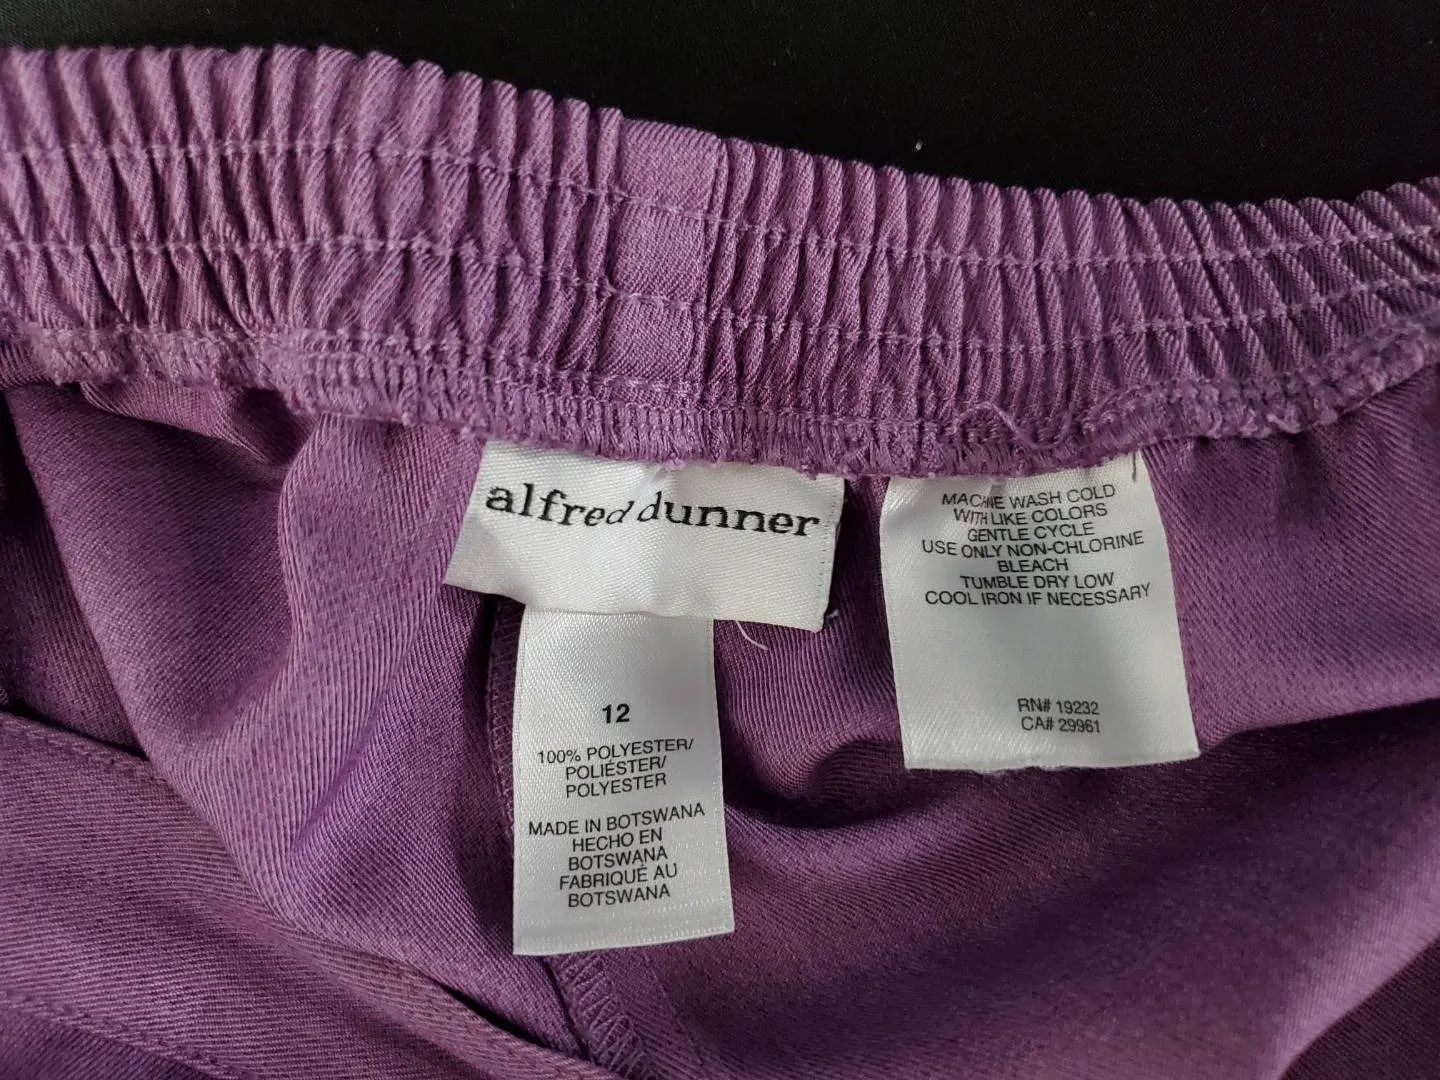 alfred dunner
12
100% POLYESTER/
POLIÉSTER/
POLYESTER
MADE IN BOTSWANA
HECHO EN
BOTSWANA
FABRIQUÉ AU
BOTSWANA
MACHINE WASH COLD
WITH LIKE COLORS
GENTLE CYCLE
USE ONLY NON-CHLORINE
BLEACH
TUMBLE DRY LOW
COOL IRON IF NECESSARY
RN# 19232
CA# 29961